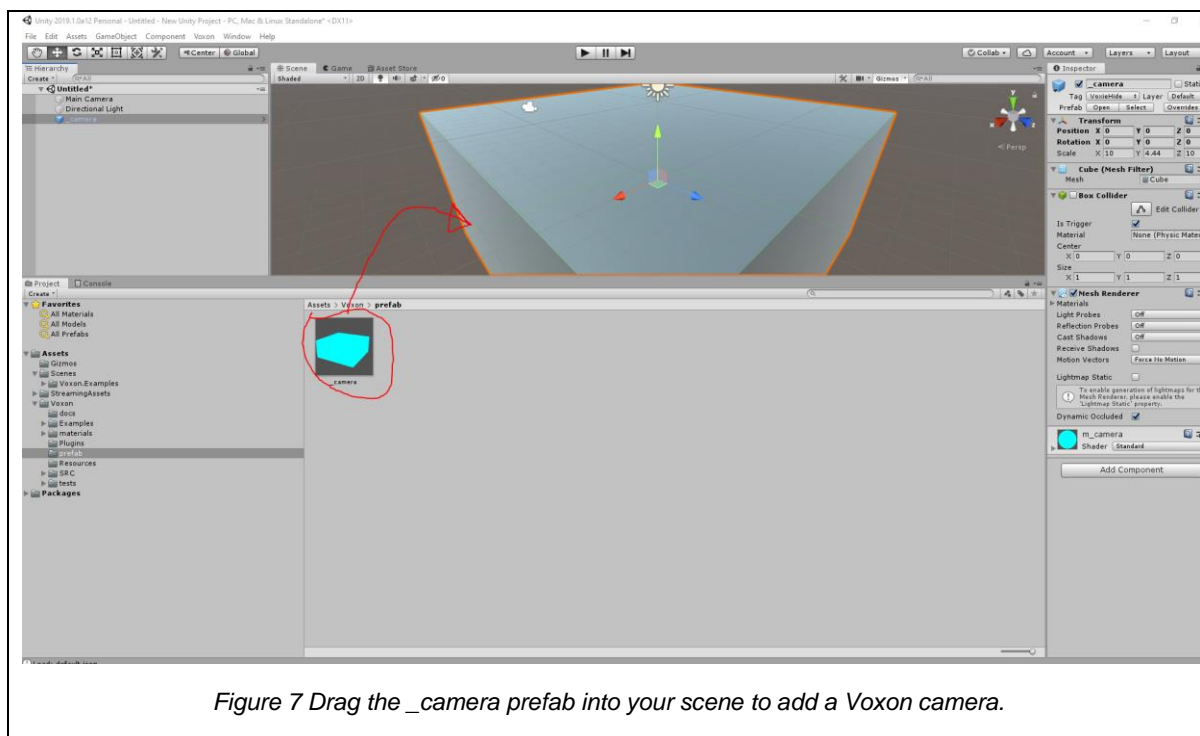 Unity 2019.1.0a12 Personal - Untitled - New Unity Project - PC, Mac & Linux Standalone* <DX11>
File Edit Assets GameObject Component Voxon Window Help
Center Global
Collab Account Layers Layout
Hierarchy
Create All
Untitled*
Main Camera
Directional Light
_camera
Scene Game Asset Store
Shaded 2D 0 Gizmos All
y
Persp
Inspector
_camera Stati
Tag VoxieHide Layer Default
Prefab Open Select Overrides
Transform
Position X 0 Y 0 Z 0
Rotation X 0 Y 0 Z 0
Scale X 10 Y 4.44 Z 10
Cube (Mesh Filter)
Mesh Cube
Box Collider
Edit Collider
Is Trigger
Material None (Physic Mater
Center
X 0 Y 0 Z 0
Size
X 1 Y 1 Z 1
Mesh Renderer
Materials
Light Probes Off
Reflection Probes Off
Cast Shadows Off
Receive Shadows
Motion Vectors Force No Motion
Lightmap Static
To enable generation of lightmaps for th
Mesh Renderer, please enable the
'Lightmap Static' property.
Dynamic Occluded
m_camera
Shader Standard
Add Component
Project Console
Create
Favorites
All Materials
All Models
All Prefabs
Assets
Gizmos
Scenes
Voxon.Examples
StreamingAssets
Voxon
docs
Examples
materials
Plugins
prefab
Resources
SRC
tests
Packages
Assets > Voxon > prefab
_camera
Figure 7 Drag the _camera prefab into your scene to add a Voxon camera.